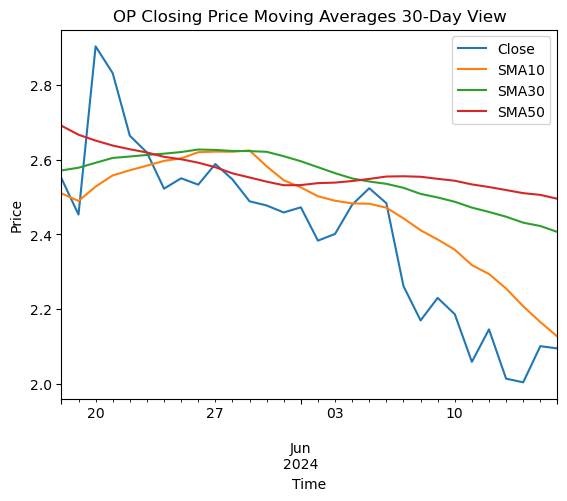 OP Closing Price Moving Averages 30-Day View
Close
SMA10
SMA30
SMA50
Price
2.8
2.6
2.4
2.2
2.0
20
27
03
10
Jun
2024
Time